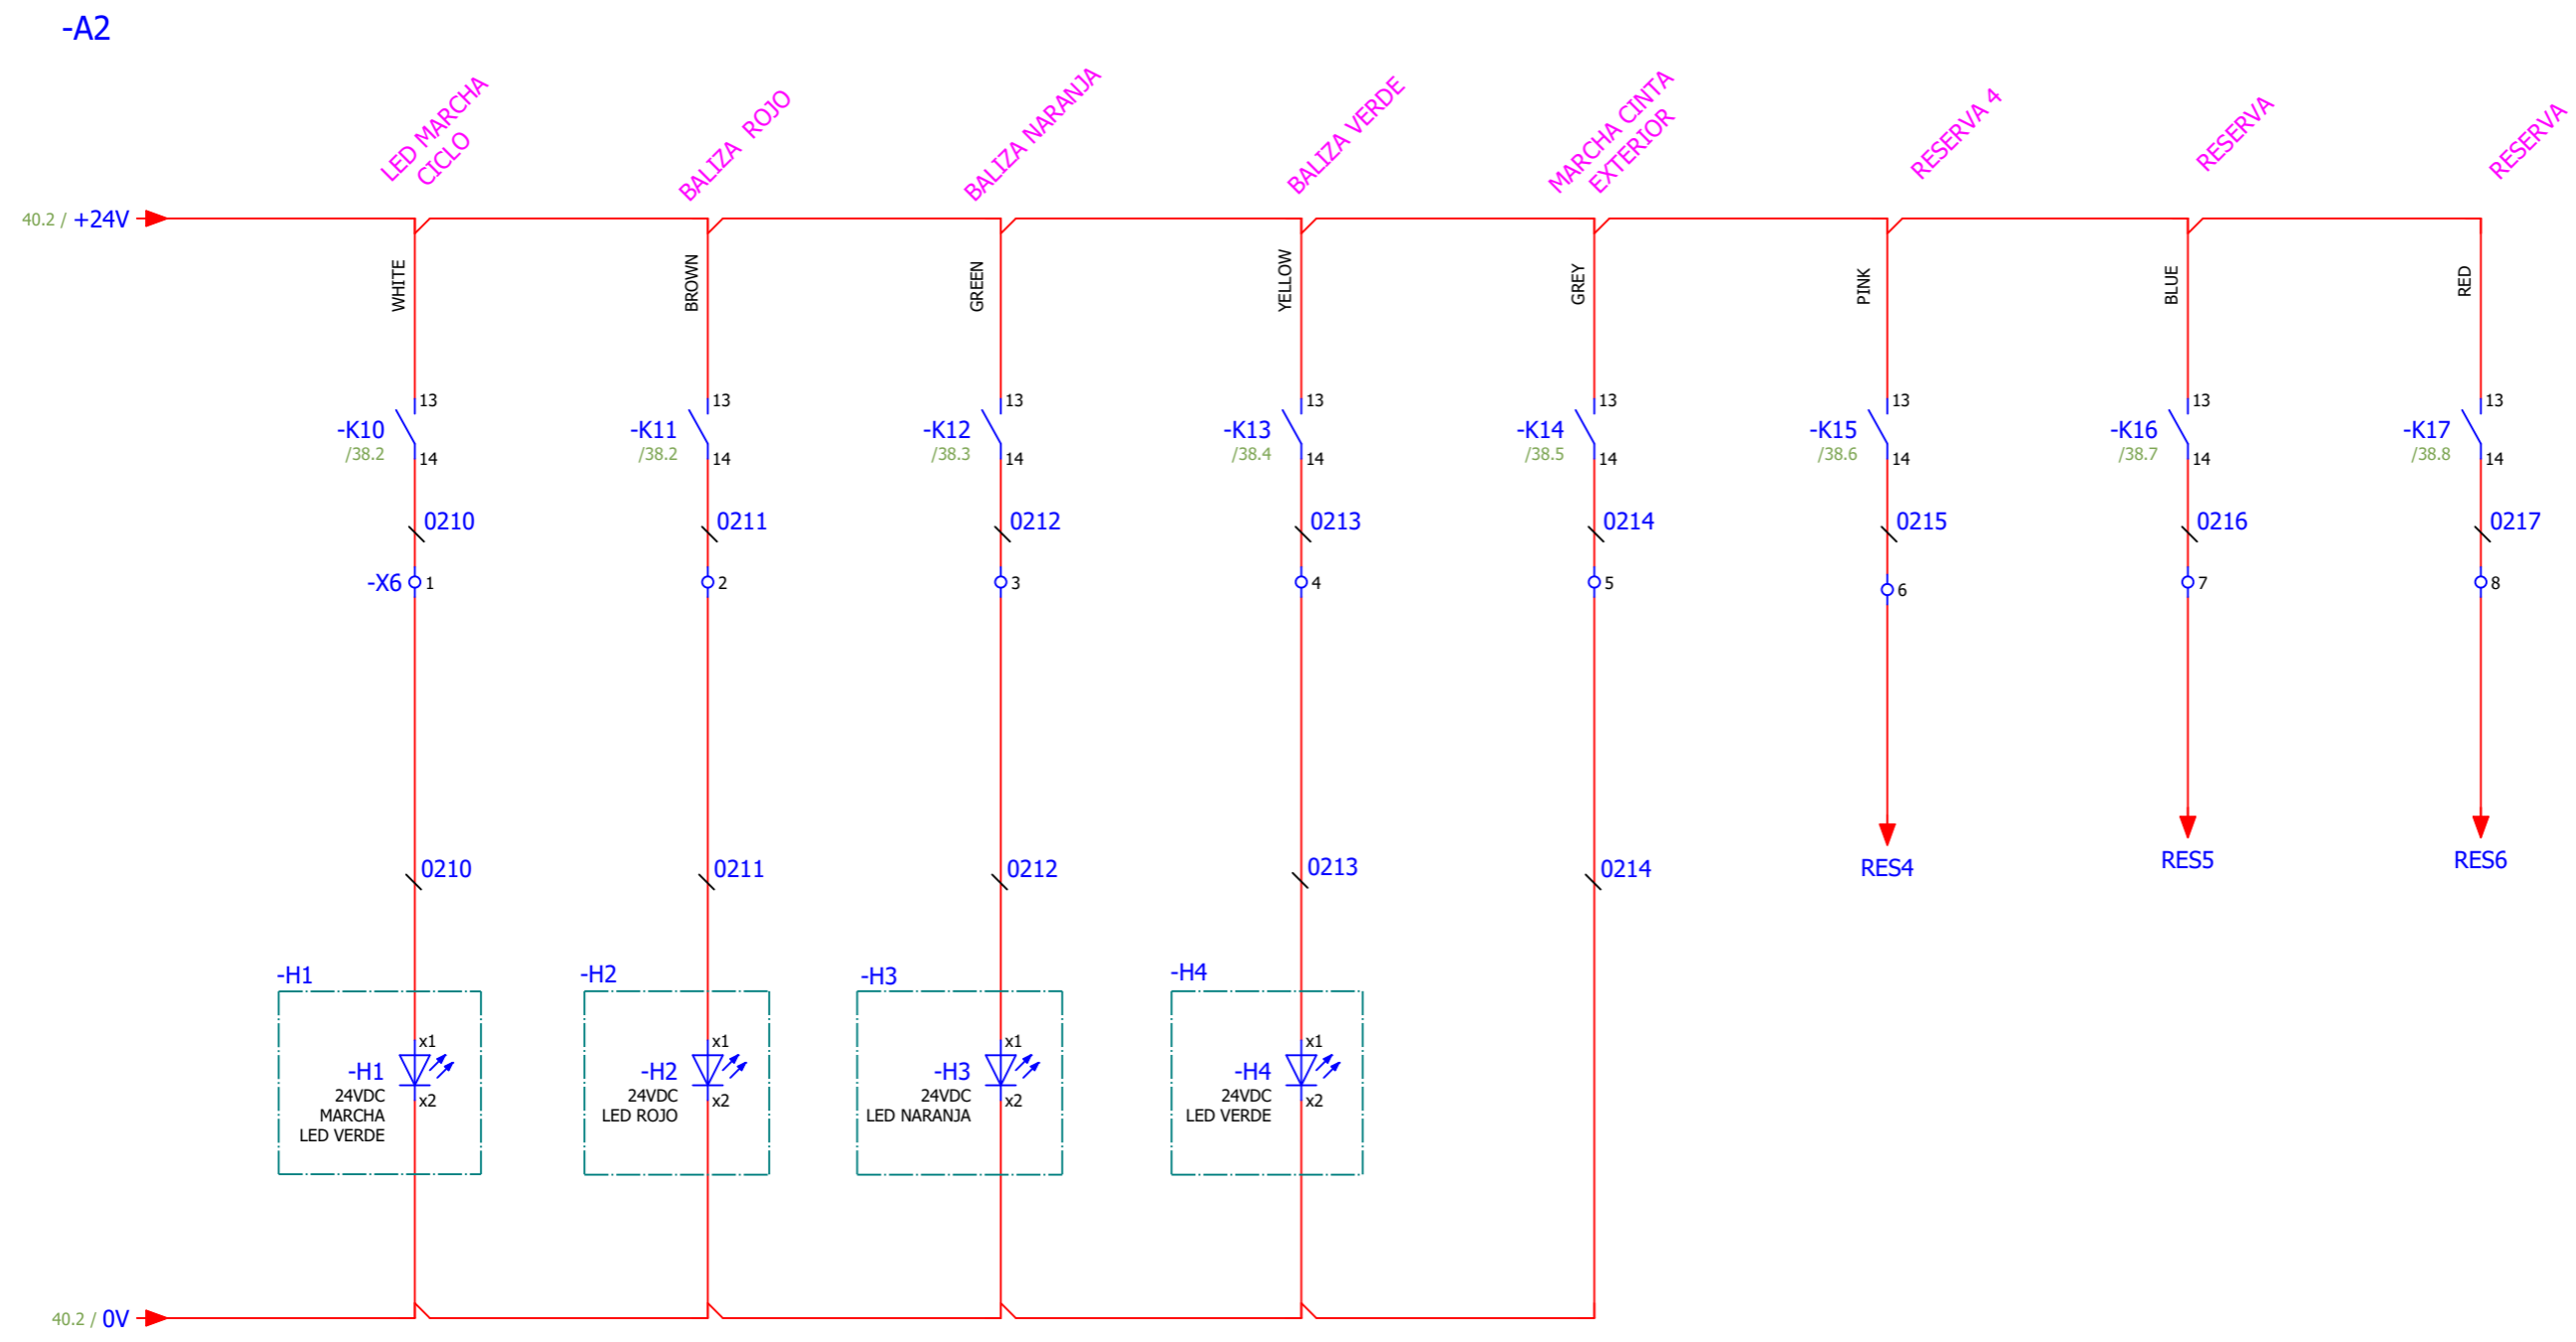 -A2
LED MARCHA
CICLO
BALIZA ROJO
BALIZA NARANJA
BALIZA VERDE
MARCHA CINTA
EXTERIOR
RESERVA 4
RESERVA
RESERVA
40.2 / +24V
WHITE
BROWN
GREEN
YELLOW
GREY
PINK
BLUE
RED
13
-K10
/38.2
14
13
-K11
/38.2
14
13
-K12
/38.3
14
13
-K13
/38.4
14
13
-K14
/38.5
14
13
-K15
/38.6
14
13
-K16
/38.7
14
13
-K17
/38.8
14
0210
0211
0212
0213
0214
0215
0216
0217
-X6 1
2
3
4
5
6
7
8
0210
0211
0212
0213
0214
RES4
RES5
RES6
-H1
x1
-H1
24VDC
MARCHA
LED VERDE
x2
-H2
x1
-H2
24VDC
LED ROJO
x2
-H3
x1
-H3
24VDC
LED NARANJA
x2
-H4
x1
-H4
24VDC
LED VERDE
x2
40.2 / 0V